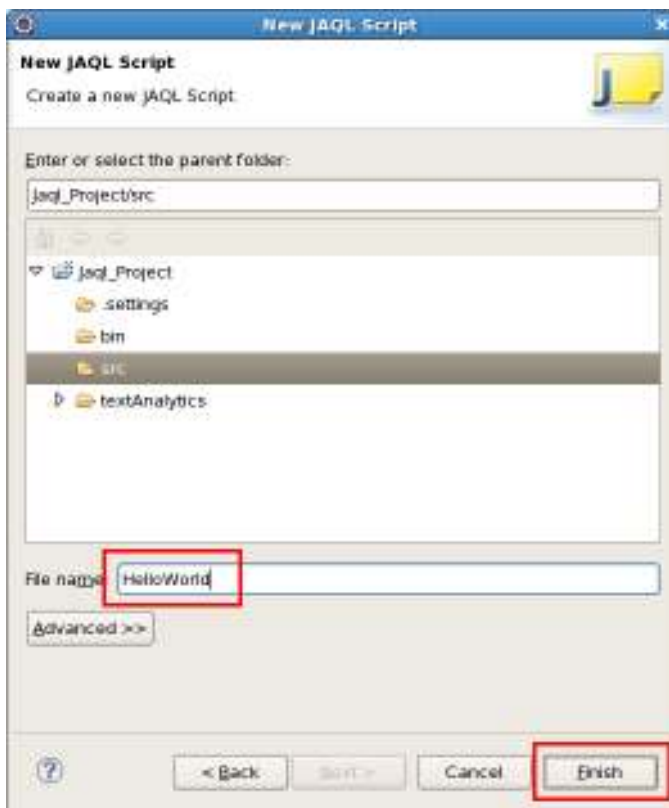 New JAQL Script
New JAQL Script
Create a new JAQL Script
Enter or select the parent folder:
Jaql_Project/src
Jaql_Project
.settings
bin
src
textAnalytics
File name: HelloWorld
Advanced >>
< Back Next > Cancel Finish